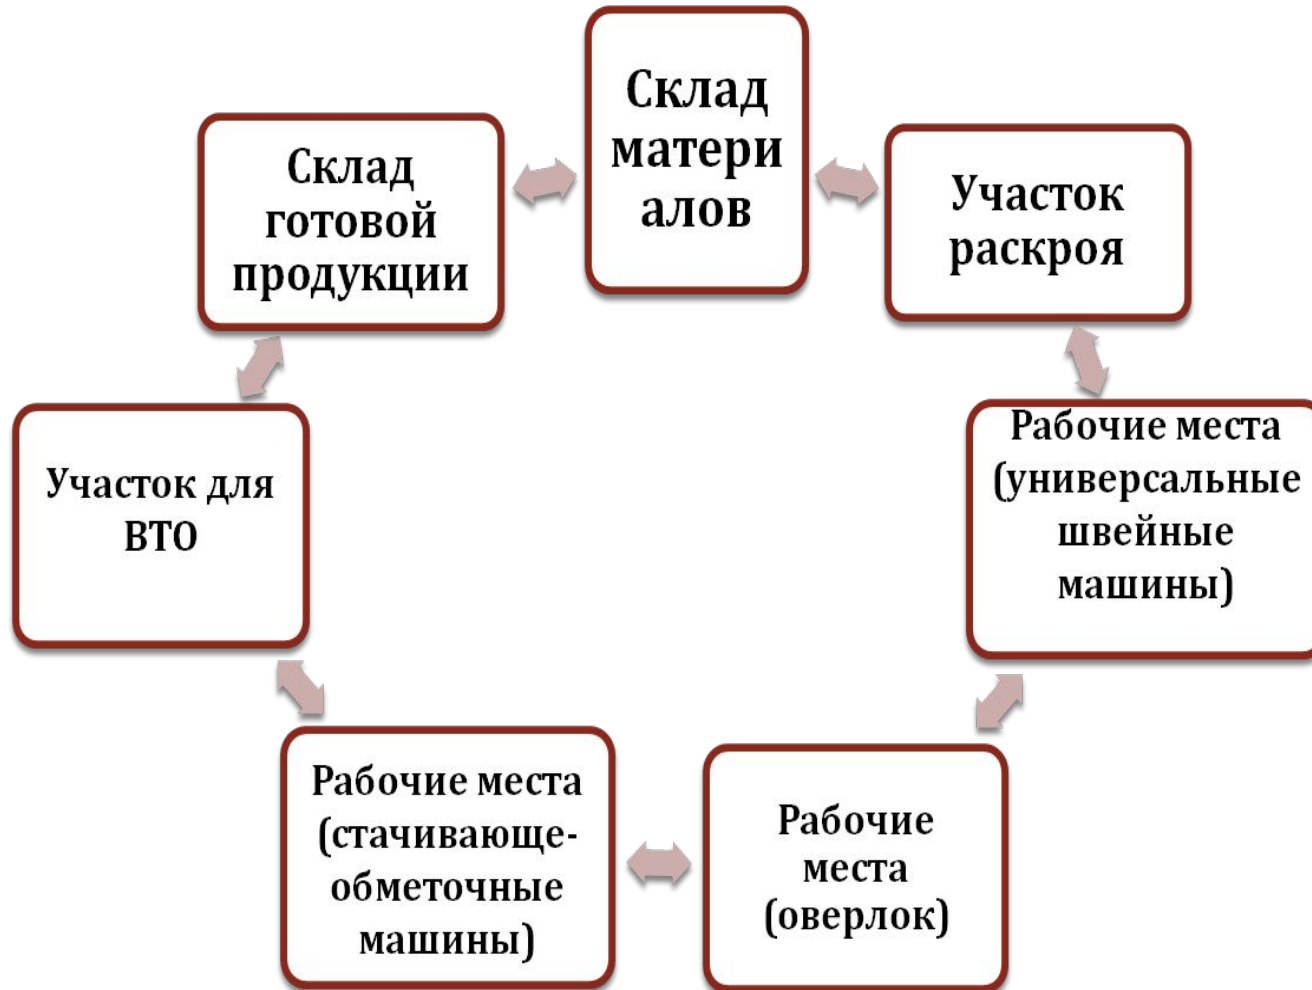 Склад
матери
алов
Участок
раскроя
Рабочие места
(универсальные
швейные
машины)
Рабочие
места
(оверлок)
Рабочие места
(стачивающе-
обметочные
машины)
Участок для
ВТО
Склад
готовой
продукции